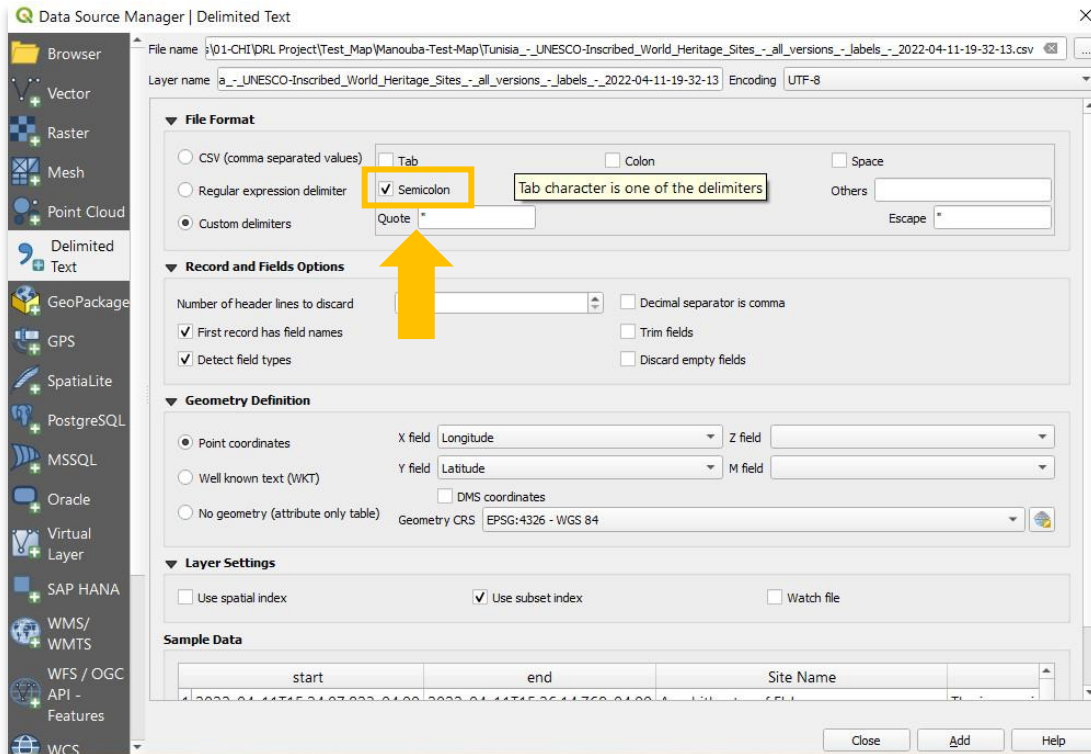 Data Source Manager | Delimited Text
Browser
Vector
Raster
Mesh
Point Cloud
Delimited
Text
GeoPackage
GPS
SpatiaLite
PostgreSQL
MSSQL
Oracle
Virtual
Layer
SAP HANA
WMS/
WMTS
WFS / OGC
API -
Features
WCS
File name :\01-CHI\DRL Project\Test_Map\Manouba-Test-Map\Tunisia_-_UNESCO-Inscribed_World_Heritage_Sites_-_all_versions_-_labels_-_2022-04-11-19-32-13.csv ...
Layer name a_-_UNESCO-Inscribed_World_Heritage_Sites_-_all_versions_-_labels_-_2022-04-11-19-32-13 Encoding UTF-8
File Format
CSV (comma separated values) Tab Colon Space
Regular expression delimiter Semicolon Tab character is one of the delimiters Others
Custom delimiters Quote " Escape "
Record and Fields Options
Number of header lines to discard Decimal separator is comma
First record has field names Trim fields
Detect field types Discard empty fields
Geometry Definition
Point coordinates X field Longitude Z field
Well known text (WKT) Y field Latitude M field
DMS coordinates
No geometry (attribute only table) Geometry CRS EPSG:4326 - WGS 84
Layer Settings
Use spatial index Use subset index Watch file
Sample Data
start end Site Name
Close Add Help